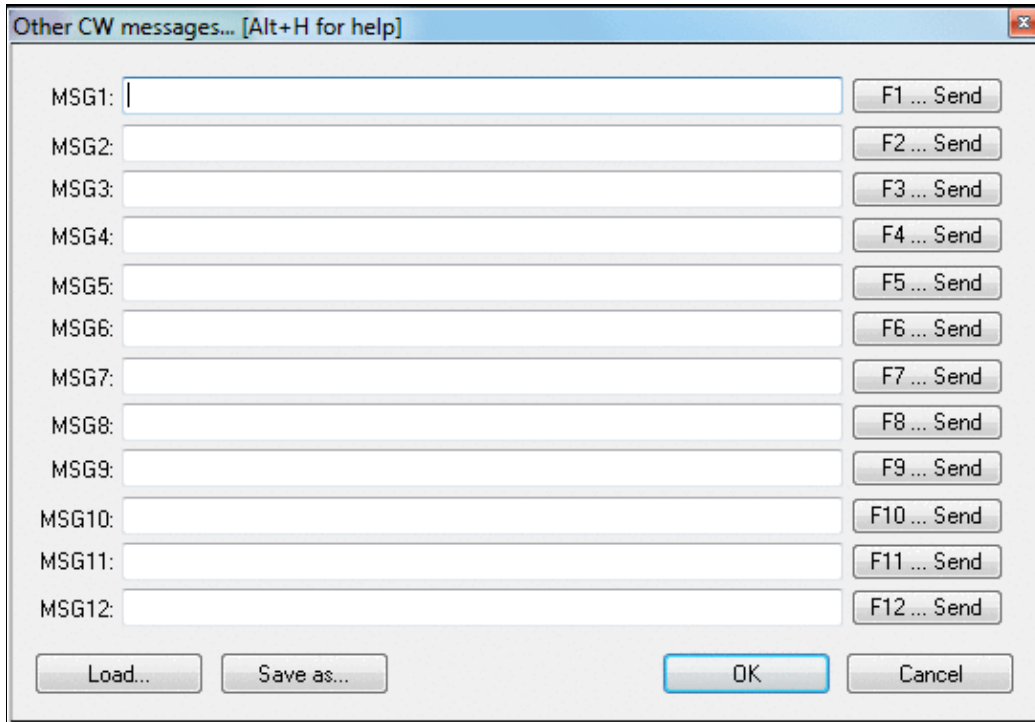 Other CW messages... [Alt+H for help]
MSG1: F1 ... Send
MSG2: F2 ... Send
MSG3: F3 ... Send
MSG4: F4 ... Send
MSG5: F5 ... Send
MSG6: F6 ... Send
MSG7: F7 ... Send
MSG8: F8 ... Send
MSG9: F9 ... Send
MSG10: F10 ... Send
MSG11: F11 ... Send
MSG12: F12 ... Send
Load... Save as... OK Cancel